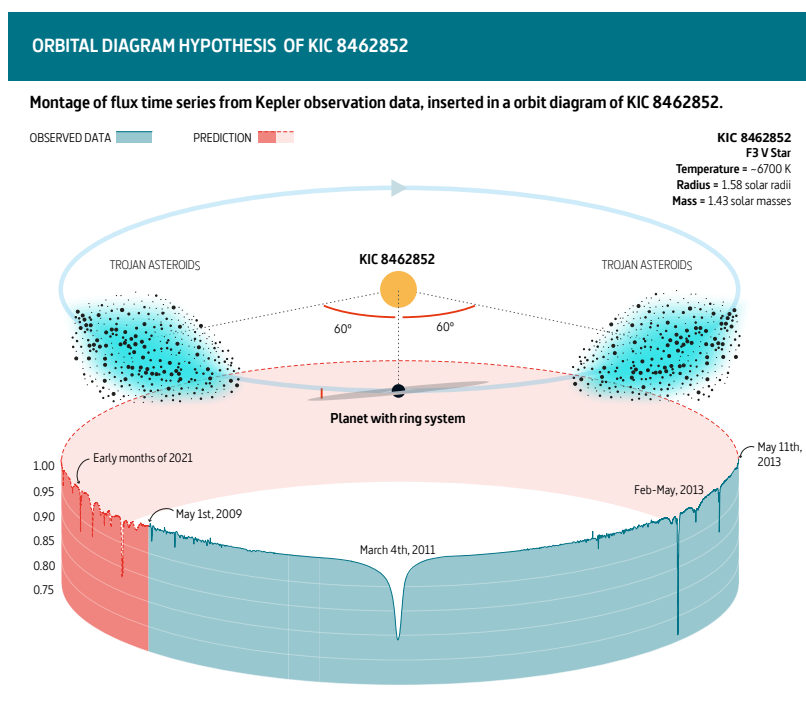 ORBITAL DIAGRAM HYPOTHESIS OF KIC 8462852
Montage of flux time series from Kepler observation data, inserted in a orbit diagram of KIC 8462852.
OBSERVED DATA
PREDICTION
KIC 8462852
F3 V Star
Temperature = ~6700 K
Radius = 1.58 solar radii
Mass = 1.43 solar masses
TROJAN ASTEROIDS
KIC 8462852
TROJAN ASTEROIDS
60º
60º
Planet with ring system
May 11th,
2013
Early months of 2021
Feb-May, 2013
May 1st, 2009
March 4th, 2011
1.00
0.95
0.90
0.85
0.80
0.75